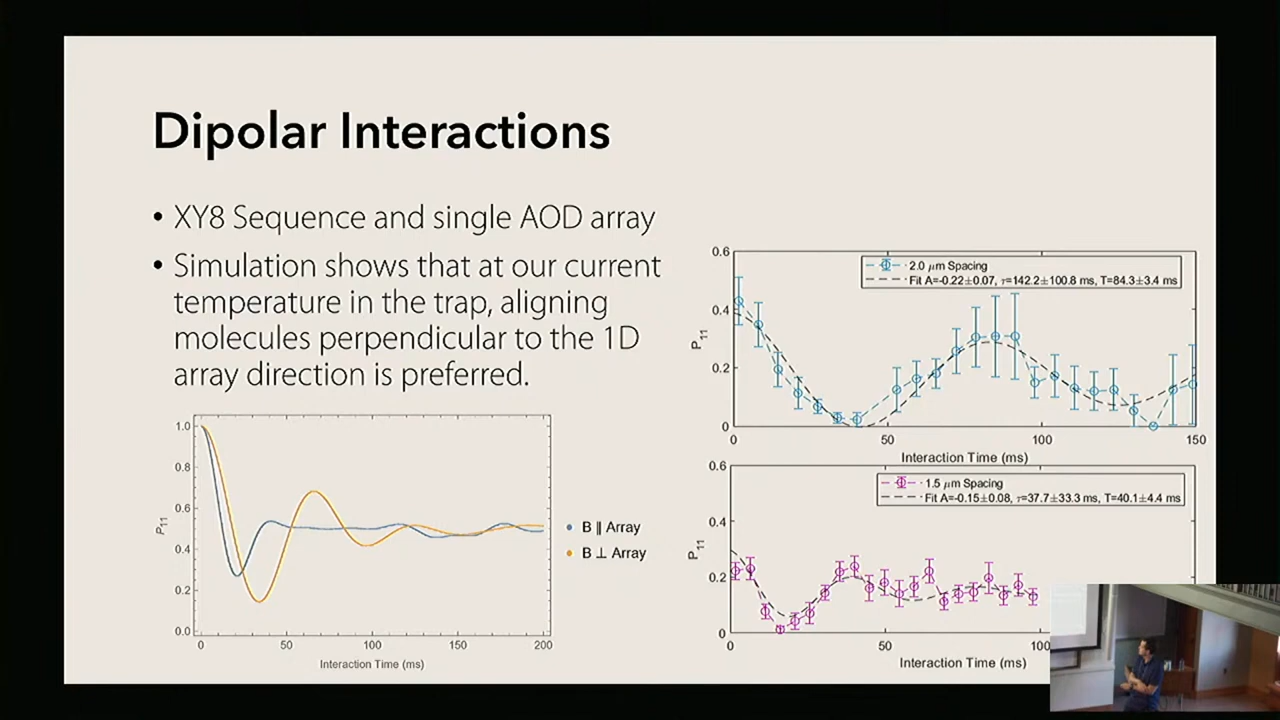 Dipolar Interactions
• XY8 Sequence and single AOD array
• Simulation shows that at our current
temperature in the trap, aligning
molecules perpendicular to the 1D
array direction is preferred.
1.0
0.8
0.6
0.4
0.2
0.0
P11
0 50 100 150 200
Interaction Time (ms)
B ∥ Array
B ⊥ Array
0.6
0.4
0.2
0
P11
2.0 μm Spacing
Fit A=-0.22±0.07, τ=142.2±100.8 ms, T=84.3±3.4 ms
0 50 100 150
Interaction Time (ms)
0.6
0.4
0.2
0
P11
1.5 μm Spacing
Fit A=-0.15±0.08, τ=37.7±33.3 ms, T=40.1±4.4 ms
0 50 100
Interaction Time (ms)